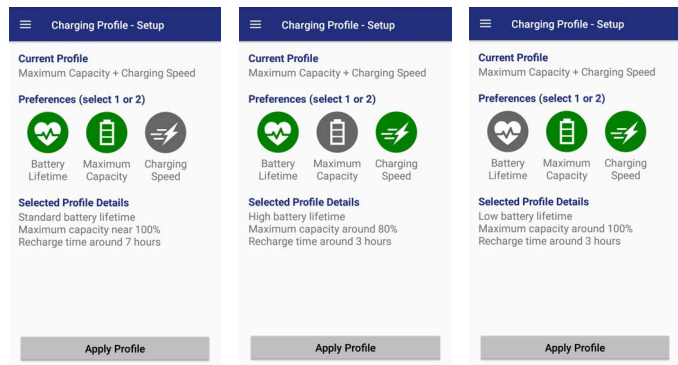 Charging Profile - Setup
Current Profile
Maximum Capacity + Charging Speed
Preferences (select 1 or 2)
Battery Lifetime
Maximum Capacity
Charging Speed
Selected Profile Details
Standard battery lifetime
Maximum capacity near 100%
Recharge time around 7 hours
Apply Profile
Charging Profile - Setup
Current Profile
Maximum Capacity + Charging Speed
Preferences (select 1 or 2)
Battery Lifetime
Maximum Capacity
Charging Speed
Selected Profile Details
High battery lifetime
Maximum capacity around 80%
Recharge time around 3 hours
Apply Profile
Charging Profile - Setup
Current Profile
Maximum Capacity + Charging Speed
Preferences (select 1 or 2)
Battery Lifetime
Maximum Capacity
Charging Speed
Selected Profile Details
Low battery lifetime
Maximum capacity around 100%
Recharge time around 3 hours
Apply Profile